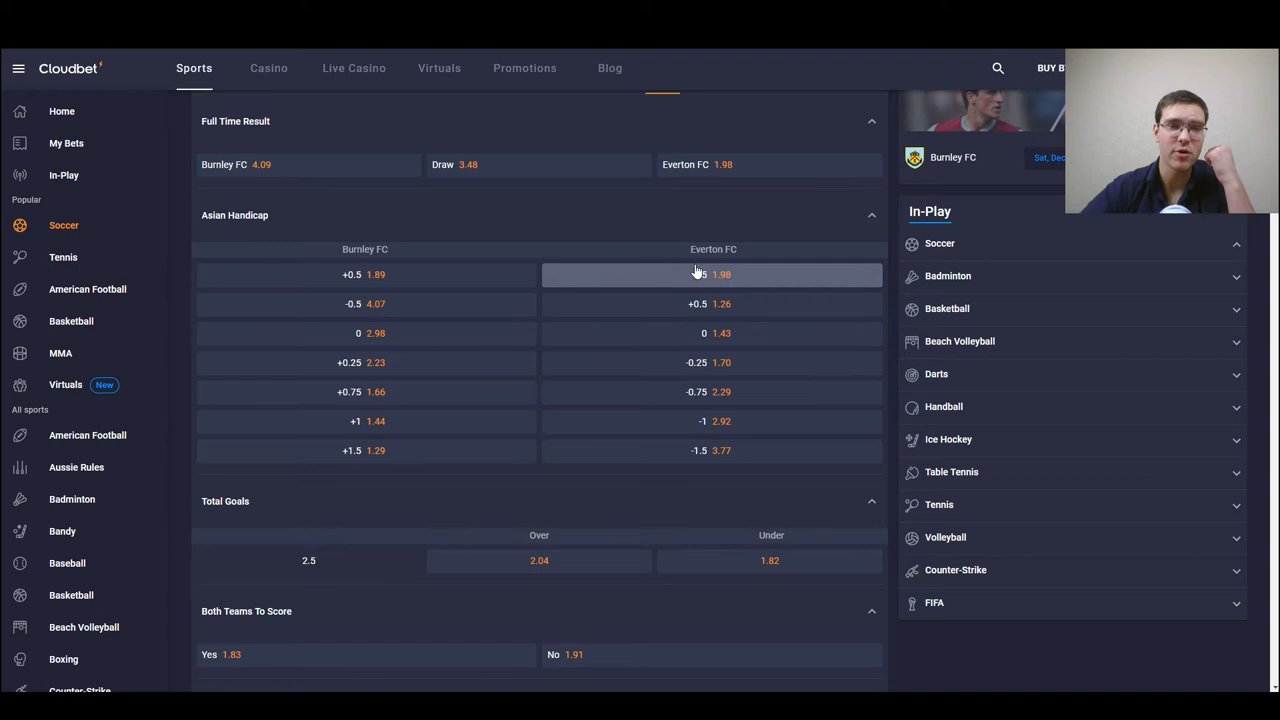 Cloudbet
Sports Casino Live Casino Virtuals Promotions Blog
BUY
Home
My Bets
In-Play
Popular
Soccer
Tennis
American Football
Basketball
MMA
Virtuals New
All sports
American Football
Aussie Rules
Badminton
Bandy
Baseball
Basketball
Beach Volleyball
Boxing
Counter-Strike
Full Time Result
Burnley FC 4.09 Draw 3.48 Everton FC 1.98
Asian Handicap
Burnley FC Everton FC
+0.5 1.89 5 1.98
-0.5 4.07 +0.5 1.26
0 2.98 0 1.43
+0.25 2.23 -0.25 1.70
+0.75 1.66 -0.75 2.29
+1 1.44 -1 2.92
+1.5 1.29 -1.5 3.77
Total Goals
Over Under
2.5 2.04 1.82
Both Teams To Score
Yes 1.83 No 1.91
Burnley FC Sat, Dec
In-Play
Soccer
Badminton
Basketball
Beach Volleyball
Darts
Handball
Ice Hockey
Table Tennis
Tennis
Volleyball
Counter-Strike
FIFA